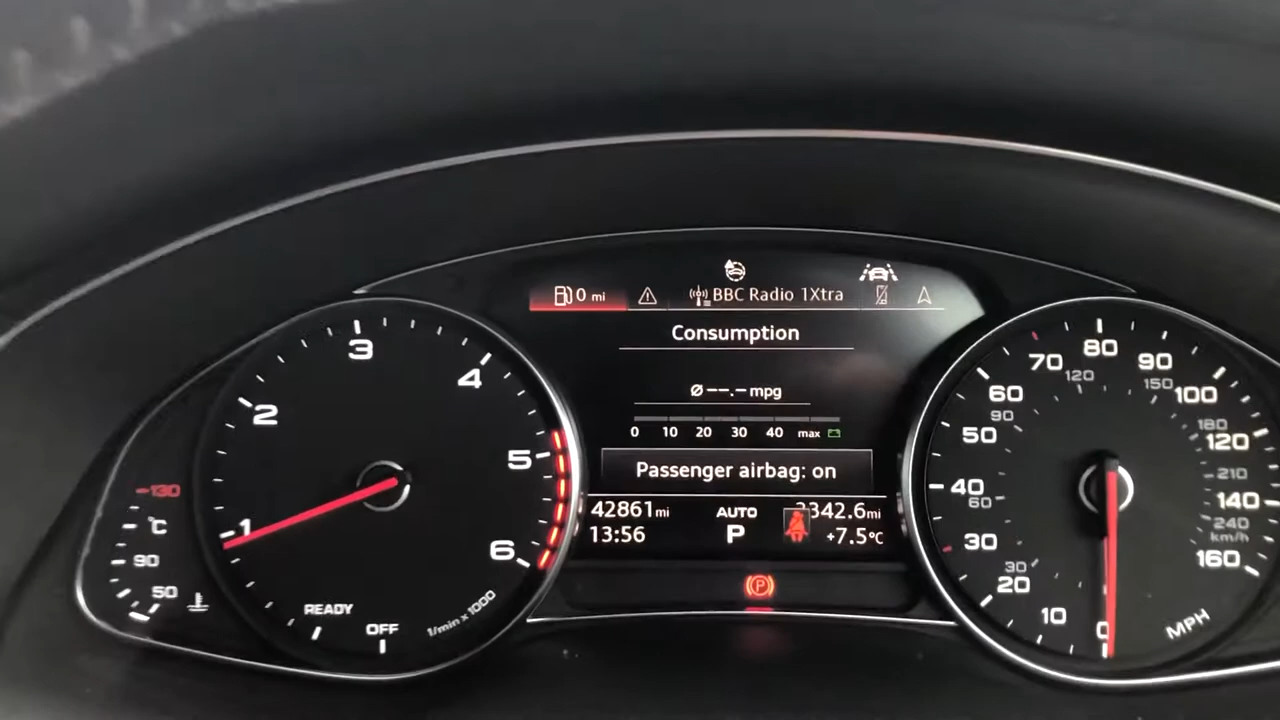 0 mi
BBC Radio 1Xtra
Consumption
Ø --.- mpg
0 10 20 30 40 max
Passenger airbag: on
42861mi
AUTO
342.6mi
13:56
P
+7.5°C
P
130
°C
90
50
1
2
3
4
5
6
READY
OFF
1/min x 1000
0
10
20
30
40
50
60
70
80
90
100
120
140
160
MPH
30
60
90
120
150
180
210
240
km/h